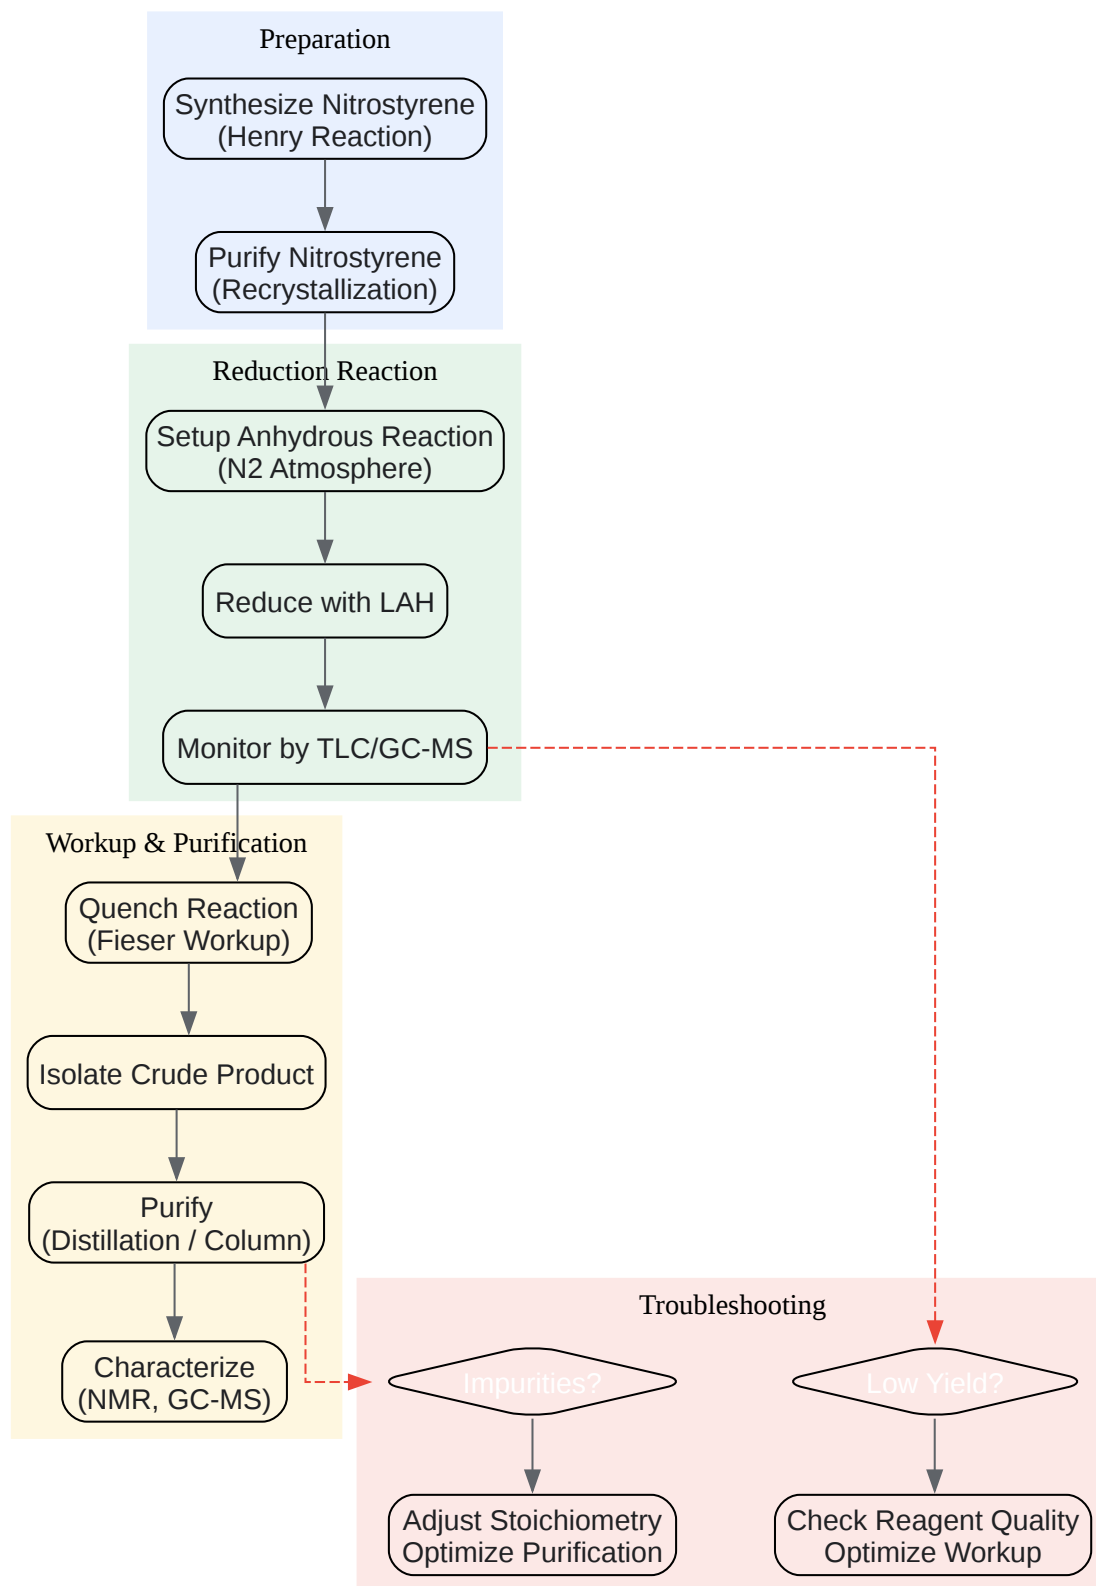 Preparation
Synthesize Nitrostyrene
(Henry Reaction)
Purify Nitrostyrene
(Recrystallization)
Reduction Reaction
Setup Anhydrous Reaction
(N2 Atmosphere)
Reduce with LAH
Monitor by TLC/GC-MS
Workup & Purification
Quench Reaction
(Fieser Workup)
Isolate Crude Product
Purify
(Distillation / Column)
Characterize
(NMR, GC-MS)
Troubleshooting
Impurities?
Low Yield?
Adjust Stoichiometry
Optimize Purification
Check Reagent Quality
Optimize Workup